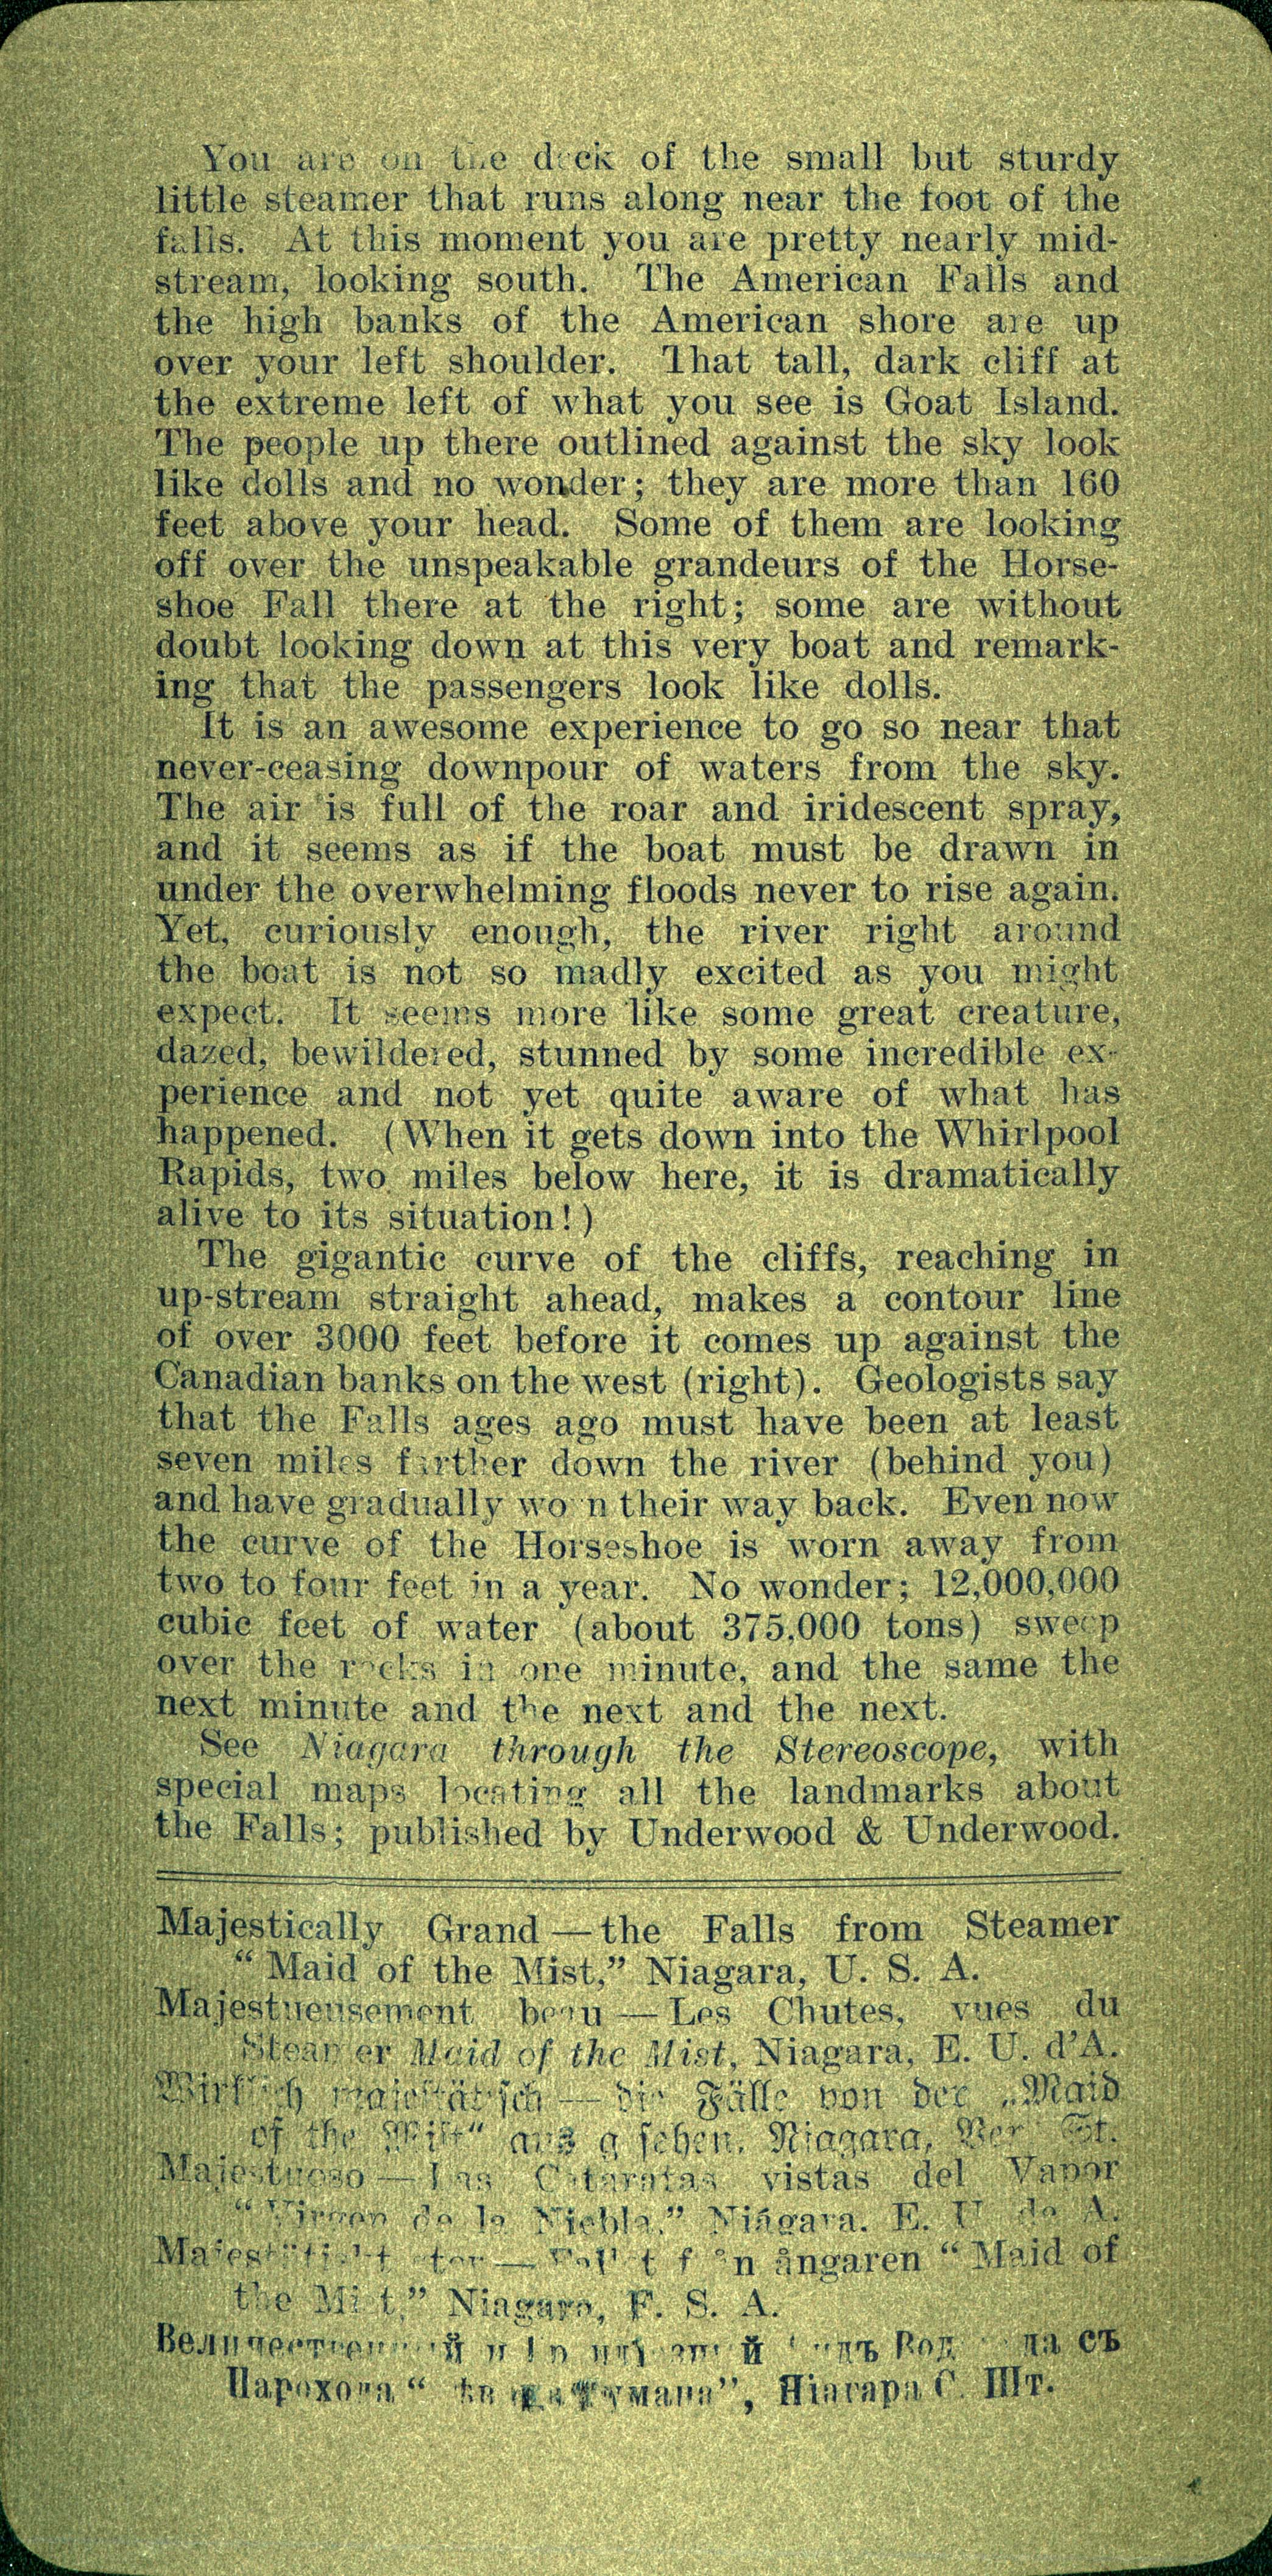 You are on the deck of the small but sturdy
little steamer that runs along near the foot of the
falls. At this moment you are pretty nearly mid-
stream, looking south. The American Falls and
the high banks of the American shore are up
over your left shoulder. That tall, dark cliff at
the extreme left of what you see is Goat Island.
The people up there outlined against the sky look
like dolls and no wonder; they are more than 160
feet above your head. Some of them are looking
off over the unspeakable grandeurs of the Horse-
shoe Fall there at the right; some are without
doubt looking down at this very boat and remark-
ing that the passengers look like dolls.
It is an awesome experience to go so near that
never-ceasing downpour of waters from the sky.
The air is full of the roar and iridescent spray,
and it seems as if the boat must be drawn in
under the overwhelming floods never to rise again.
Yet, curiously enough, the river right around
the boat is not so madly excited as you might
expect. It seems more like some great creature,
dazed, bewildered, stunned by some incredible ex-
perience and not yet quite aware of what has
happened. (When it gets down into the Whirlpool
Rapids, two miles below here, it is dramatically
alive to its situation!)
The gigantic curve of the cliffs, reaching in
up-stream straight ahead, makes a contour line
of over 3000 feet before it comes up against the
Canadian banks on the west (right). Geologists say
that the Falls ages ago must have been at least
seven miles farther down the river (behind you)
and have gradually worn their way back. Even now
the curve of the Horseshoe is worn away from
two to four feet in a year. No wonder; 12,000,000
cubic feet of water (about 375,000 tons) sweep
over the rocks in one minute, and the same the
next minute and the next and the next.
See Niagara through the Stereoscope, with
special maps locating all the landmarks about
the Falls; published by Underwood & Underwood.
Majestically Grand—the Falls from Steamer
“Maid of the Mist,” Niagara, U. S. A.
Majestueusement beau—Les Chutes, vues du
Steamer Maid of the Mist, Niagara, E. U. d’A.
Wirklich majestätisch—die Fälle von der „Maid
of the Mist“ aus gesehen, Niagara, Ver. St.
Majestuoso—Las Cataratas vistas del Vapor
“Virgen de la Niebla,” Niágara, E. U. de A.
ångaren “Maid of
the Mist,” Niagara, F. S. A.
съ
Парохода “ Тумана”, Ніагара С. Шт.